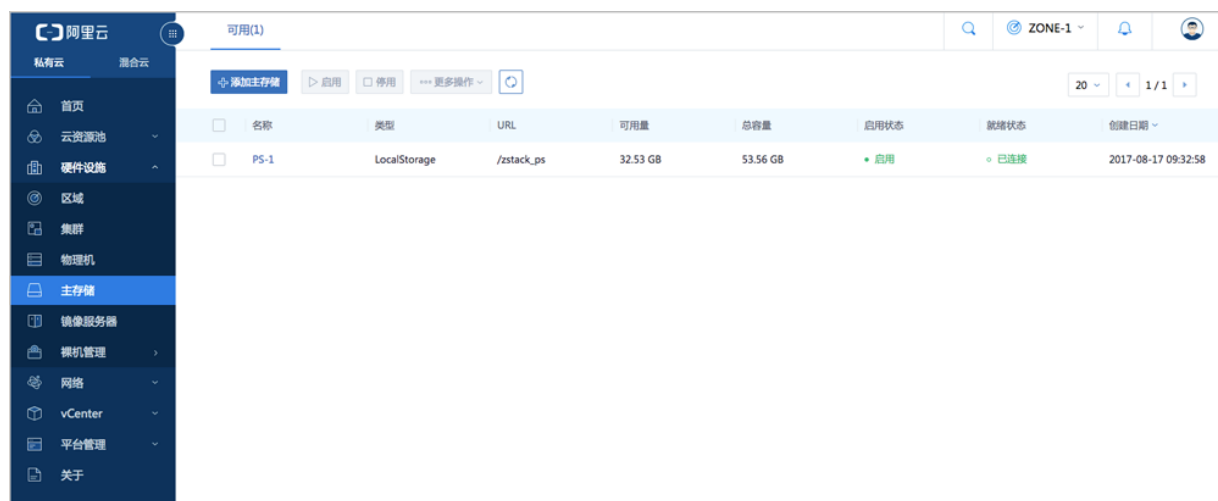 阿里云
私有云 混合云
首页
云资源池
硬件设施
区域
集群
物理机
主存储
镜像服务器
裸机管理
网络
vCenter
平台管理
关于
可用(1)
ZONE-1
添加主存储 启用 停用 更多操作
20 1 / 1
名称 类型 URL 可用量 总容量 启用状态 就绪状态 创建日期
PS-1 LocalStorage /zstack_ps 32.53 GB 53.56 GB 启用 已连接 2017-08-17 09:32:58